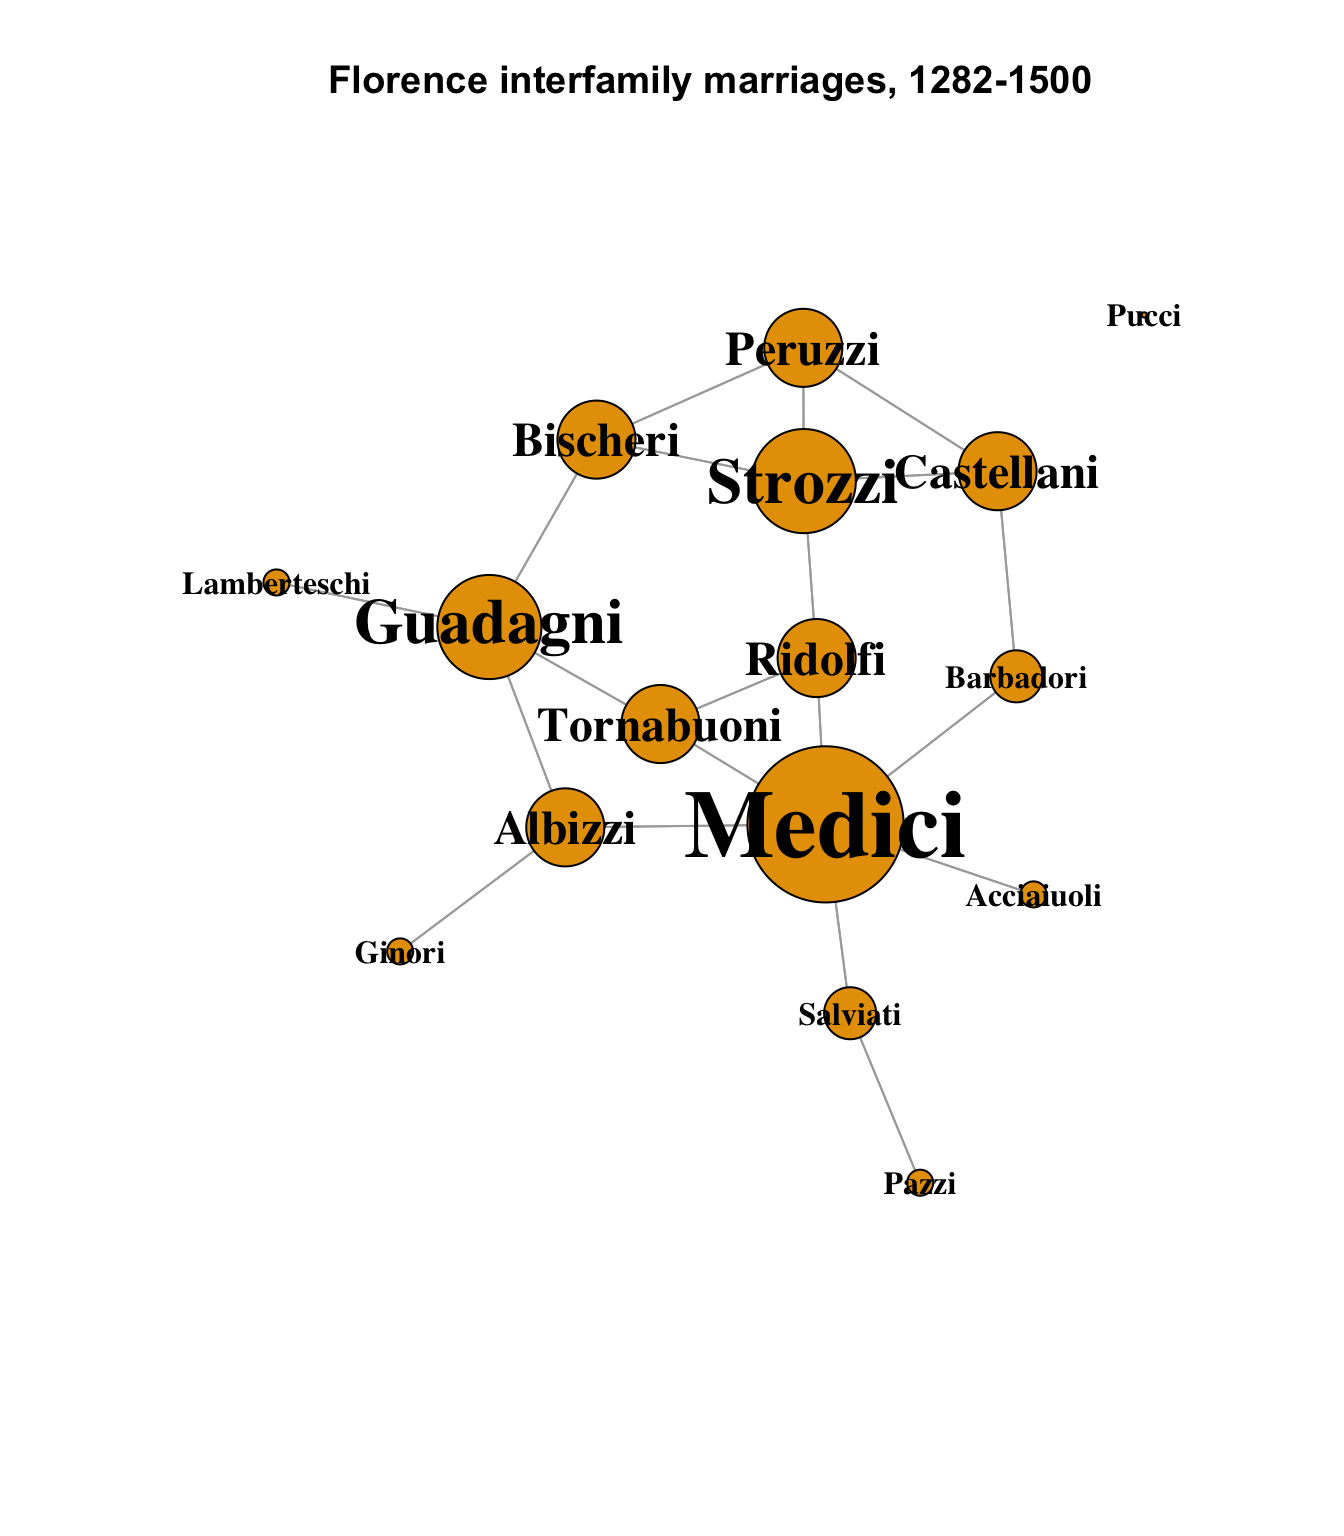 Florence interfamily marriages, 1282-1500
Pucci
Peruzzi
Bischeri
Strozzi
Castellani
Lamberteschi
Guadagni
Ridolfi
Barbadori
Tornabuoni
Medici
Albizzi
Acciaiuoli
Ginori
Salviati
Pazzi